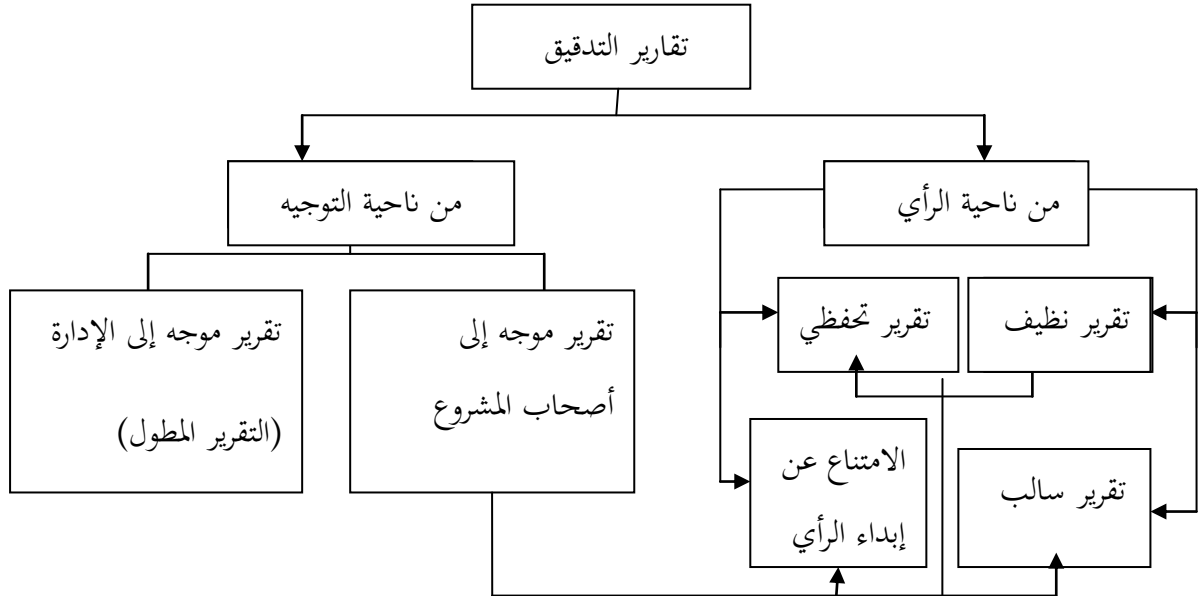 تقارير التدقيق
من ناحية الرأي
من ناحية التوجيه
تقرير نظيف
تقرير تحفظي
تقرير سالب
الامتناع عن
إبداء الرأي
تقرير موجه إلى
أصحاب المشروع
تقرير موجه إلى الإدارة
(التقرير المطول)